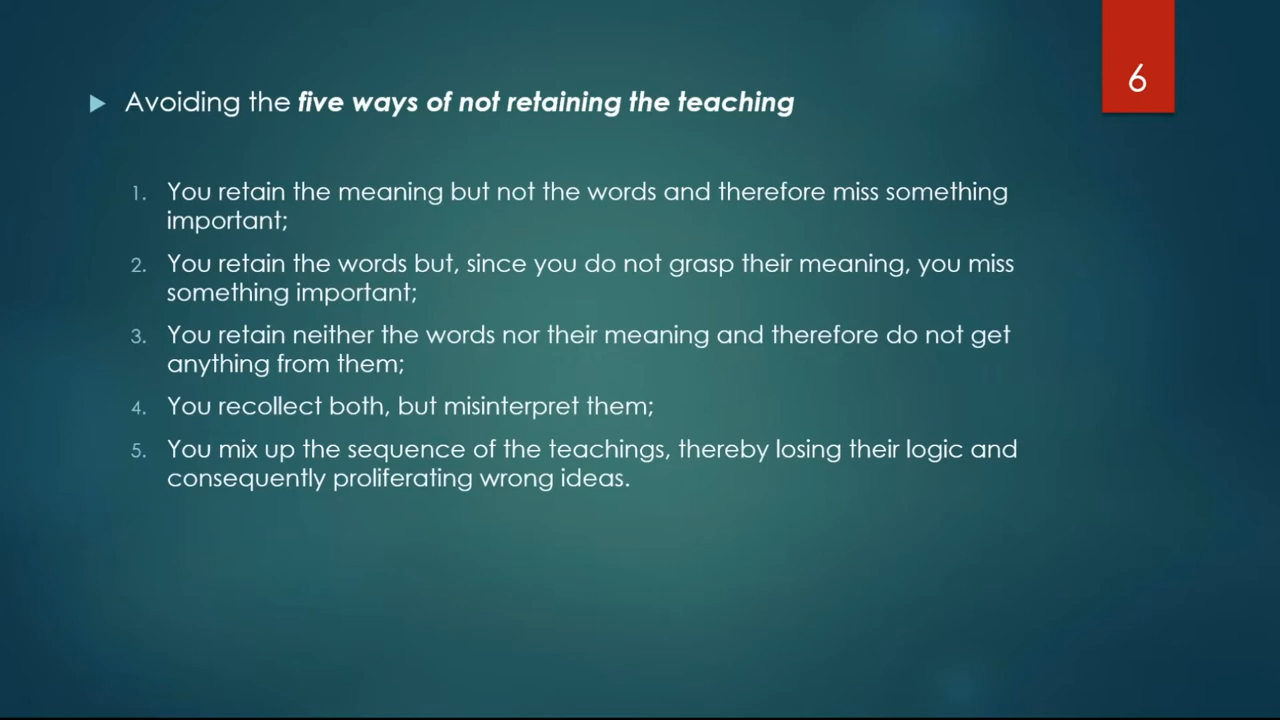 6
Avoiding the five ways of not retaining the teaching
1. You retain the meaning but not the words and therefore miss something
important;
2. You retain the words but, since you do not grasp their meaning, you miss
something important;
3. You retain neither the words nor their meaning and therefore do not get
anything from them;
4. You recollect both, but misinterpret them;
5. You mix up the sequence of the teachings, thereby losing their logic and
consequently proliferating wrong ideas.